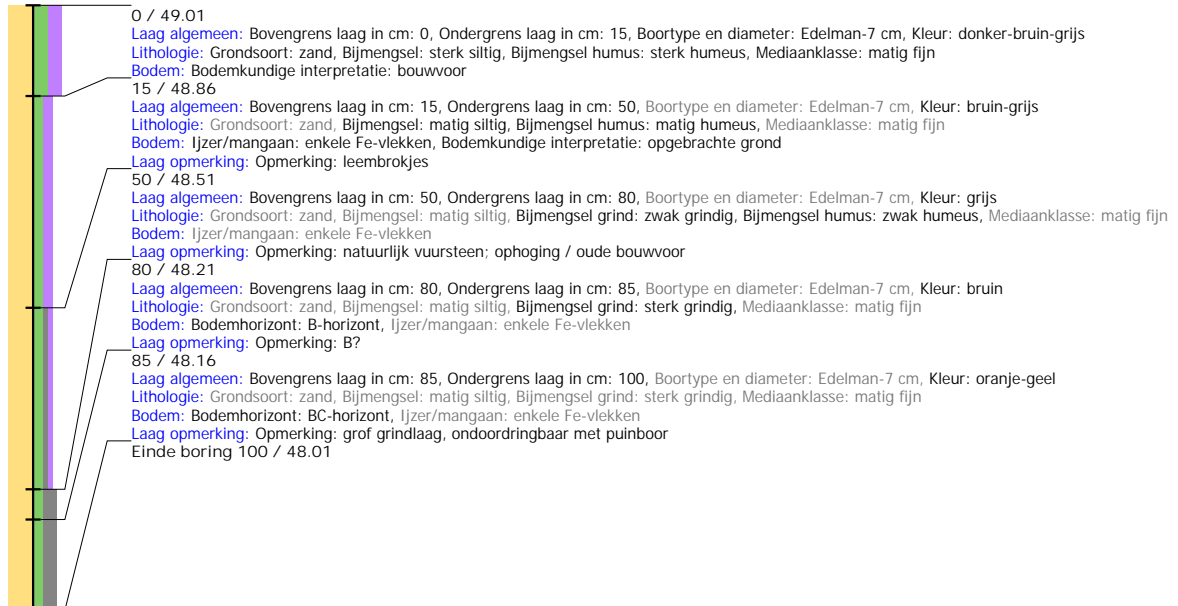 0 / 49.01
Laag algemeen: Bovengrens laag in cm: 0, Ondergrens laag in cm: 15, Boortype en diameter: Edelman-7 cm, Kleur: donker-bruin-grijs
Lithologie: Grondsoort: zand, Bijmengsel: sterk siltig, Bijmengsel humus: sterk humeus, Mediaanklasse: matig fijn
Bodem: Bodemkundige interpretatie: bouwvoor
15 / 48.86
Laag algemeen: Bovengrens laag in cm: 15, Ondergrens laag in cm: 50, Boortype en diameter: Edelman-7 cm, Kleur: bruin-grijs
Lithologie: Grondsoort: zand, Bijmengsel: matig siltig, Bijmengsel humus: matig humeus, Mediaanklasse: matig fijn
Bodem: Ijzer/mangaan: enkele Fe-vlekken, Bodemkundige interpretatie: opgebrachte grond
Laag opmerking: Opmerking: leembrokjes
50 / 48.51
Laag algemeen: Bovengrens laag in cm: 50, Ondergrens laag in cm: 80, Boortype en diameter: Edelman-7 cm, Kleur: grijs
Lithologie: Grondsoort: zand, Bijmengsel: matig siltig, Bijmengsel grind: zwak grindig, Bijmengsel humus: zwak humeus, Mediaanklasse: matig fijn
Bodem: Ijzer/mangaan: enkele Fe-vlekken
Laag opmerking: Opmerking: natuurlijk vuursteen; ophoging / oude bouwvoor
80 / 48.21
Laag algemeen: Bovengrens laag in cm: 80, Ondergrens laag in cm: 85, Boortype en diameter: Edelman-7 cm, Kleur: bruin
Lithologie: Grondsoort: zand, Bijmengsel: matig siltig, Bijmengsel grind: sterk grindig, Mediaanklasse: matig fijn
Bodem: Bodemhorizont: B-horizont, Ijzer/mangaan: enkele Fe-vlekken
Laag opmerking: Opmerking: B?
85 / 48.16
Laag algemeen: Bovengrens laag in cm: 85, Ondergrens laag in cm: 100, Boortype en diameter: Edelman-7 cm, Kleur: oranje-geel
Lithologie: Grondsoort: zand, Bijmengsel: matig siltig, Bijmengsel grind: sterk grindig, Mediaanklasse: matig fijn
Bodem: Bodemhorizont: BC-horizont, Ijzer/mangaan: enkele Fe-vlekken
Laag opmerking: Opmerking: grof grindlaag, ondoordringbaar met puinboor
Einde boring 100 / 48.01